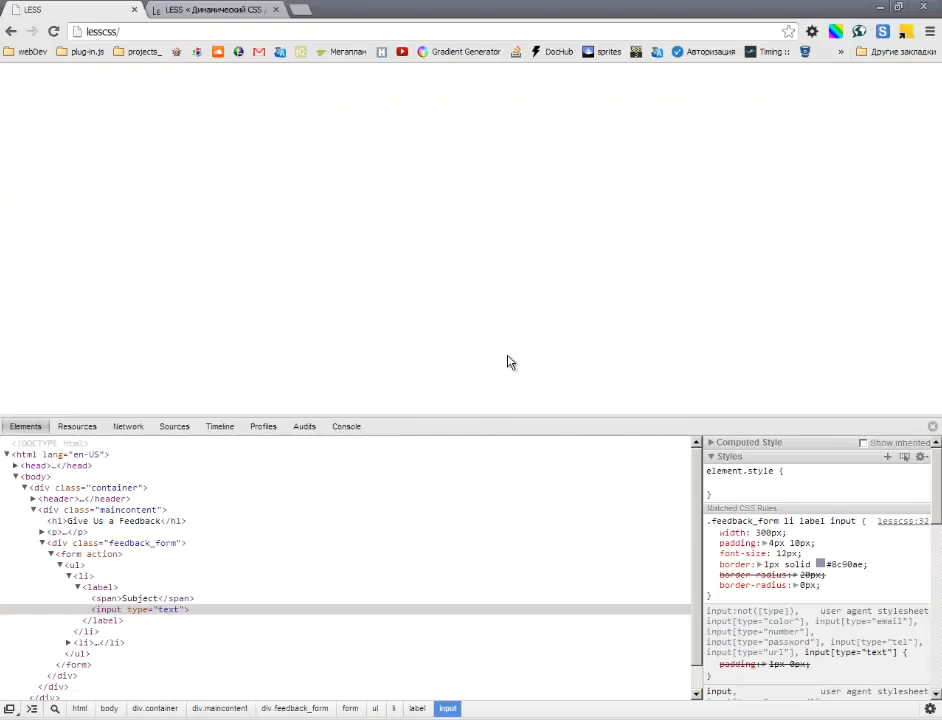 LESS
LESS « Динамический CSS /
lesscss/
webDev
plug-in.js
projects_
Мегаплан
Gradient Generator
DocHub
sprites
Авторизация
Timing ::
»
Другие закладки
Elements
Resources
Network
Sources
Timeline
Profiles
Audits
Console
<!DOCTYPE html>
<html lang="en-US">
<head>…</head>
<body>
<div class="container">
<header>…</header>
<div class="maincontent">
<h1>Give Us a Feedback</h1>
<p>…</p>
<div class="feedback_form">
<form action>
<ul>
<li>
<label>
<span>Subject</span>
<input type="text">
</label>
</li>
<li>…</li>
</ul>
</form>
</div>
</div>
</div>
Computed Style
Show inherited
Styles
element.style {
}
Matched CSS Rules
.feedback_form li label input {
lesscss:32
width: 300px;
padding: 4px 10px;
font-size: 12px;
border: 1px solid #8c90ae;
border-radius: 20px;
border-radius: 0px;
}
input:not([type]), user agent stylesheet
input[type="color"], input[type="email"],
input[type="number"],
input[type="password"], input[type="tel"],
input[type="url"], input[type="text"] {
padding: 1px 0px;
}
input, user agent stylesheet
html
body
div.container
div.maincontent
div.feedback_form
form
ul
li
label
input